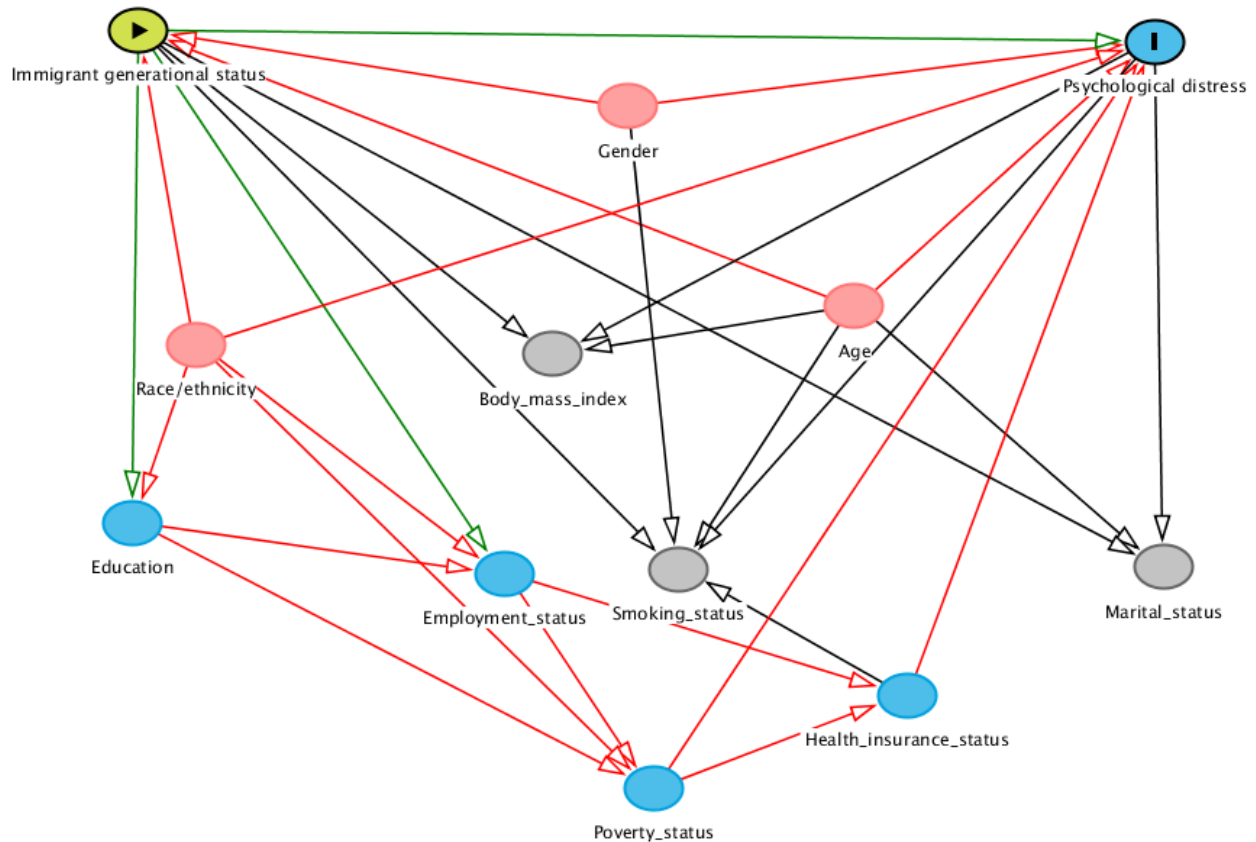 Immigrant generational status
Psychological distress
Gender
Age
Race/ethnicity
Body_mass_index
Education
Employment_status
Smoking_status
Marital_status
Health_insurance_status
Poverty_status